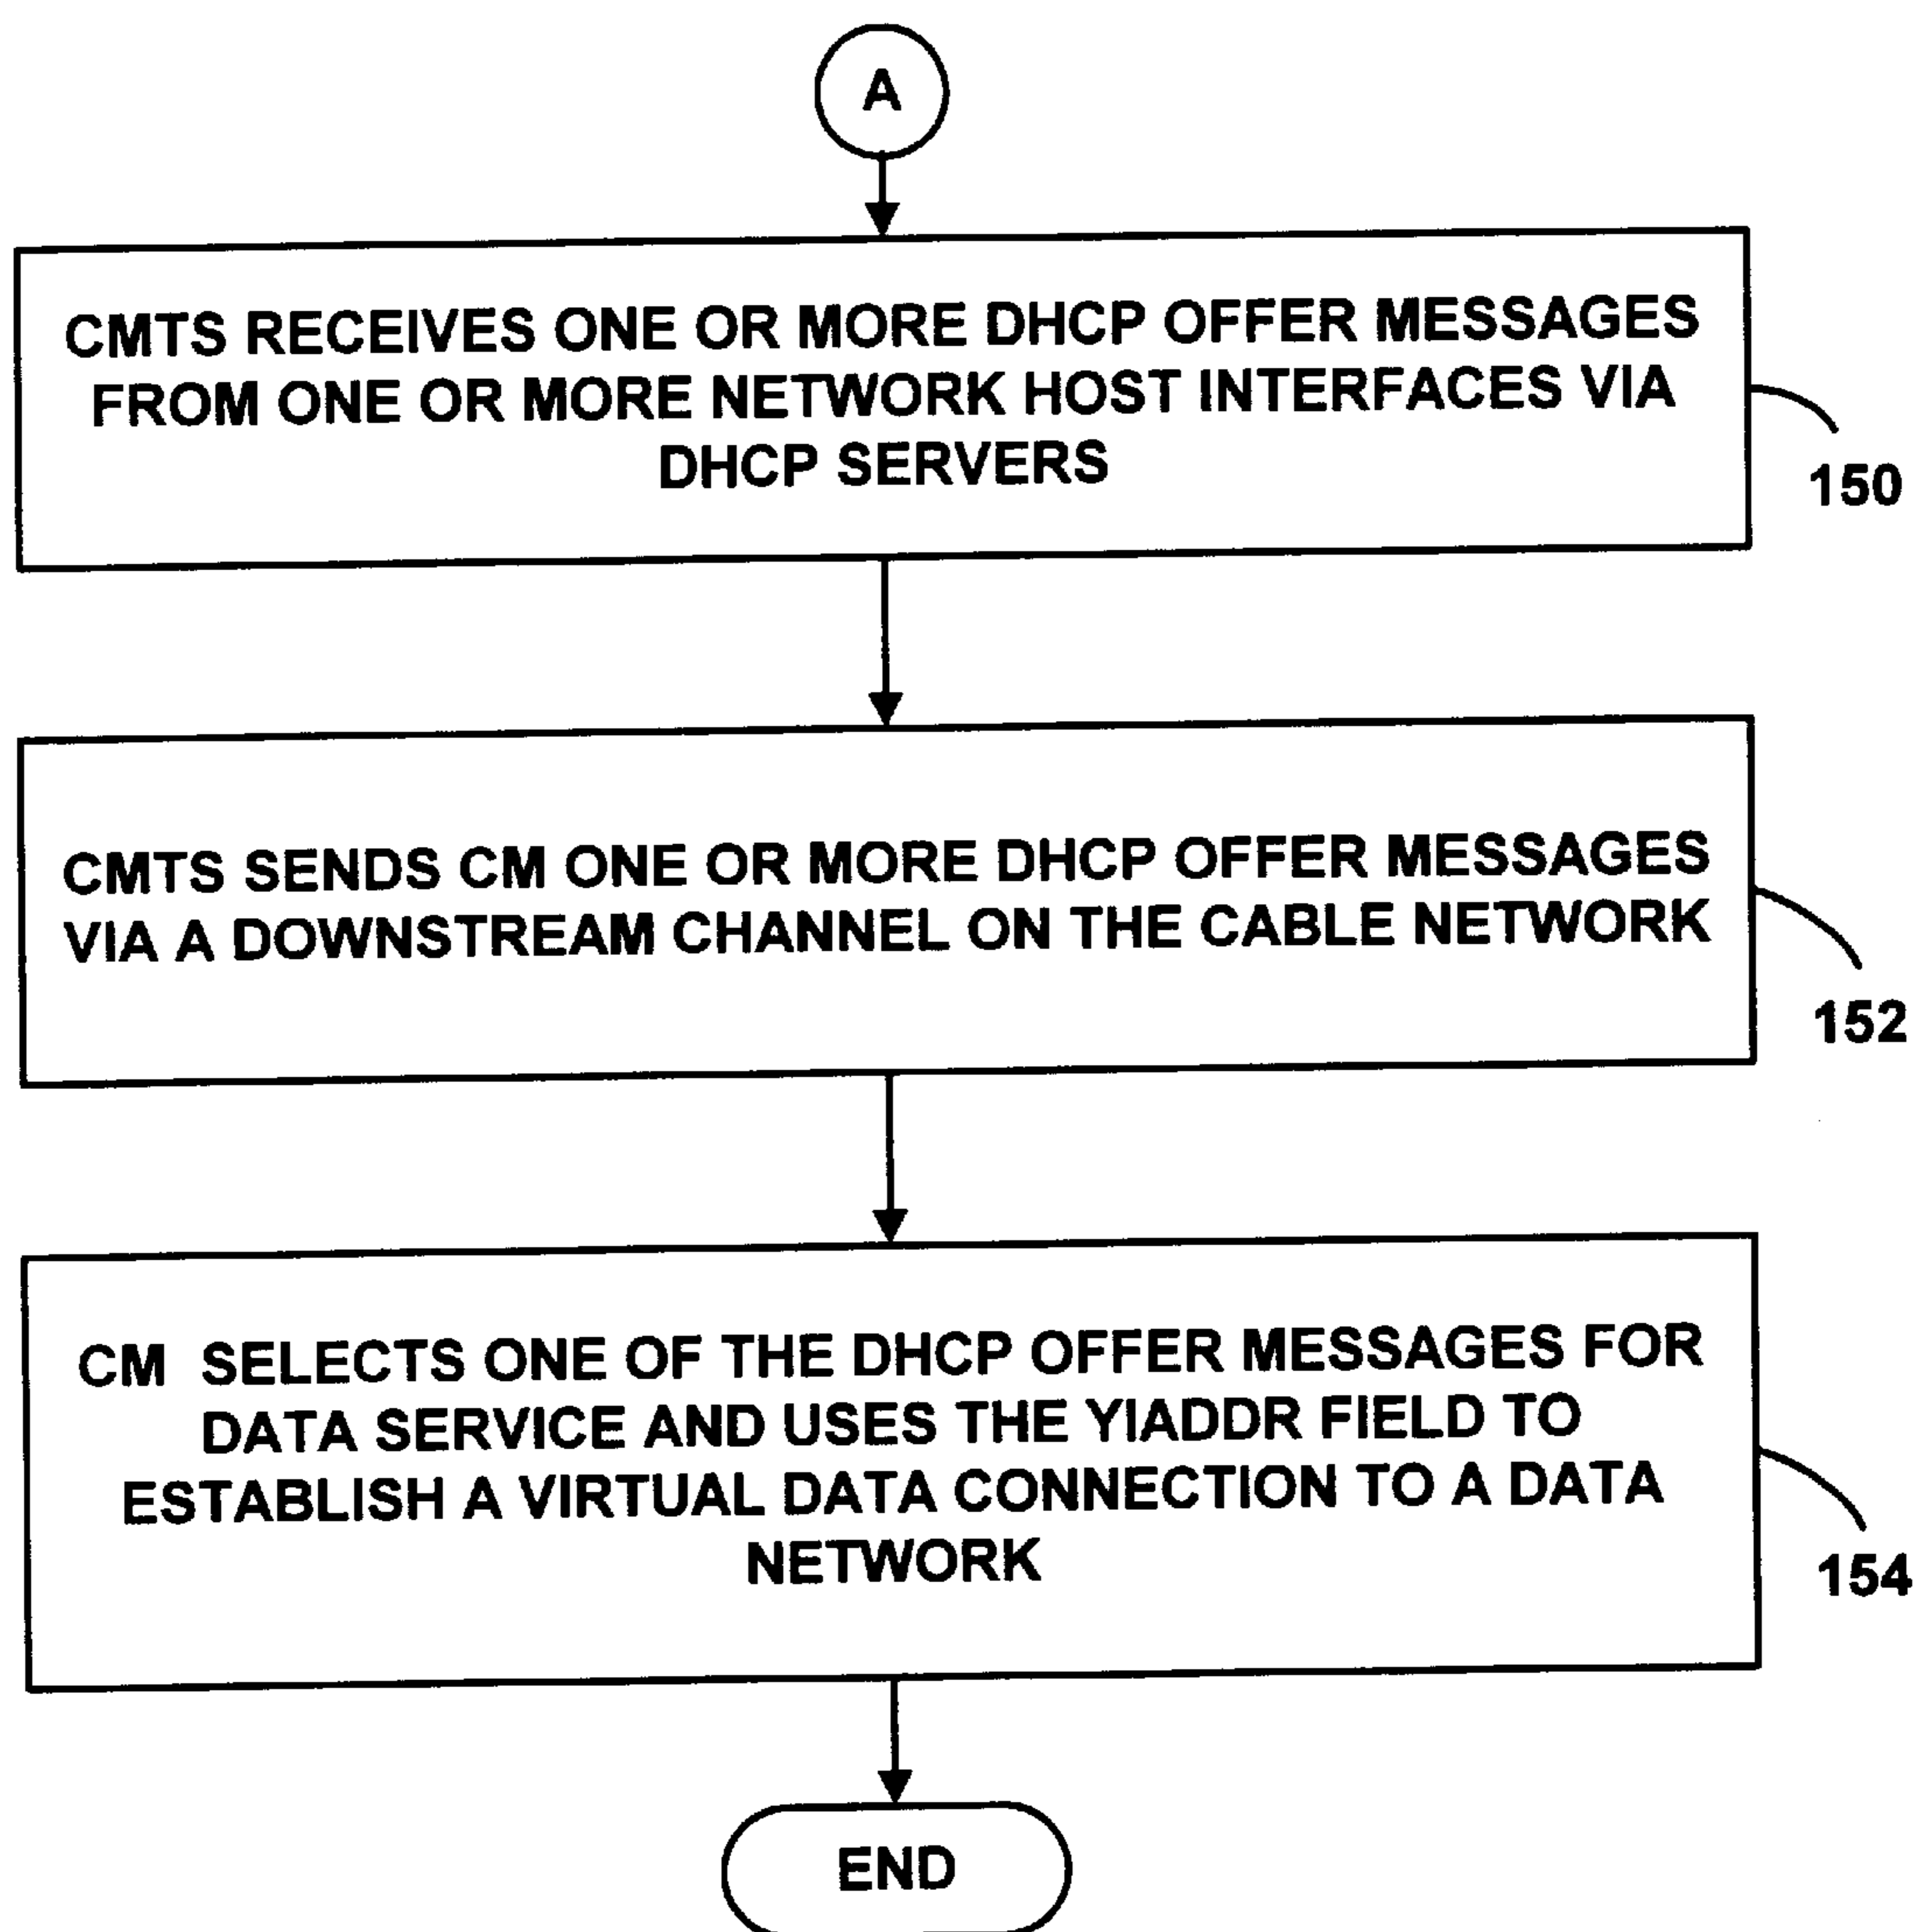 A
CMTS RECEIVES ONE OR MORE DHCP OFFER MESSAGES
FROM ONE OR MORE NETWORK HOST INTERFACES VIA
DHCP SERVERS
150
CMTS SENDS CM ONE OR MORE DHCP OFFER MESSAGES
VIA A DOWNSTREAM CHANNEL ON THE CABLE NETWORK
152
CM SELECTS ONE OF THE DHCP OFFER MESSAGES FOR
DATA SERVICE AND USES THE YIADDR FIELD TO
ESTABLISH A VIRTUAL DATA CONNECTION TO A DATA
NETWORK
154
END